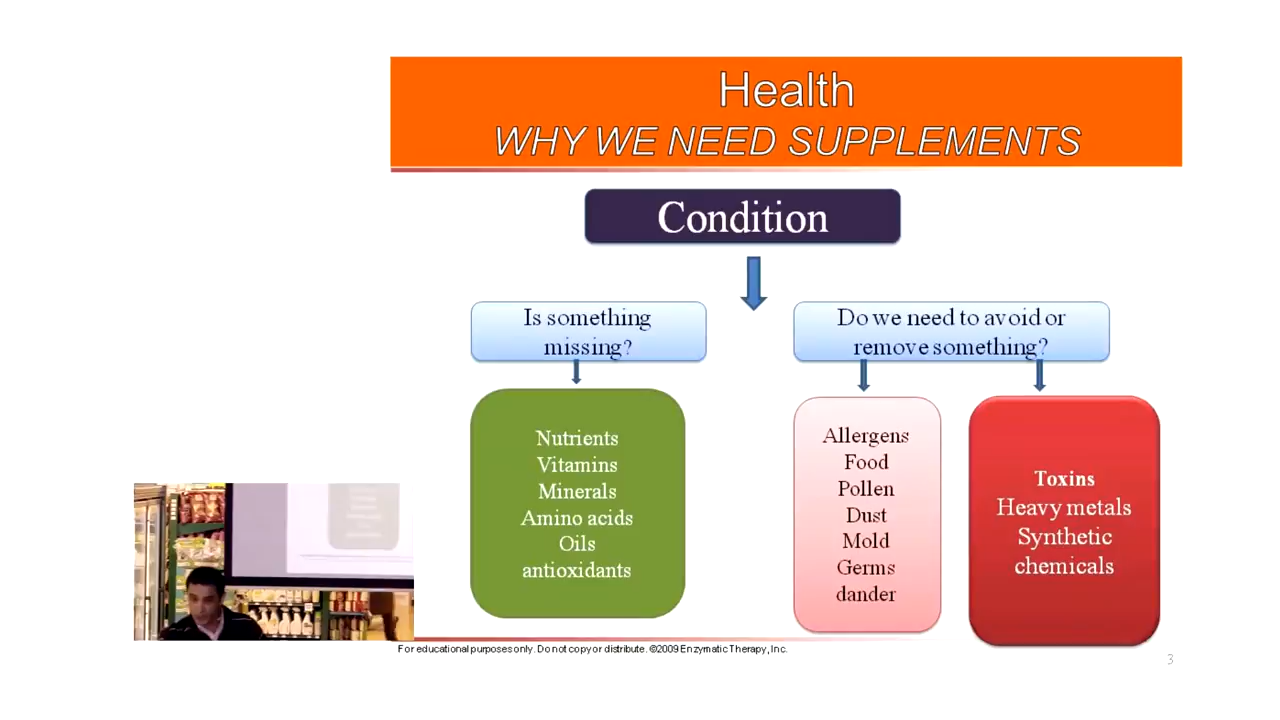 Health
WHY WE NEED SUPPLEMENTS
Condition
Is something
missing?
Do we need to avoid or
remove something?
Nutrients
Vitamins
Minerals
Amino acids
Oils
antioxidants
Allergens
Food
Pollen
Dust
Mold
Germs
dander
Toxins
Heavy metals
Synthetic
chemicals
For educational purposes only. Do not copy or distribute. ©2009 Enzymatic Therapy, Inc.
3